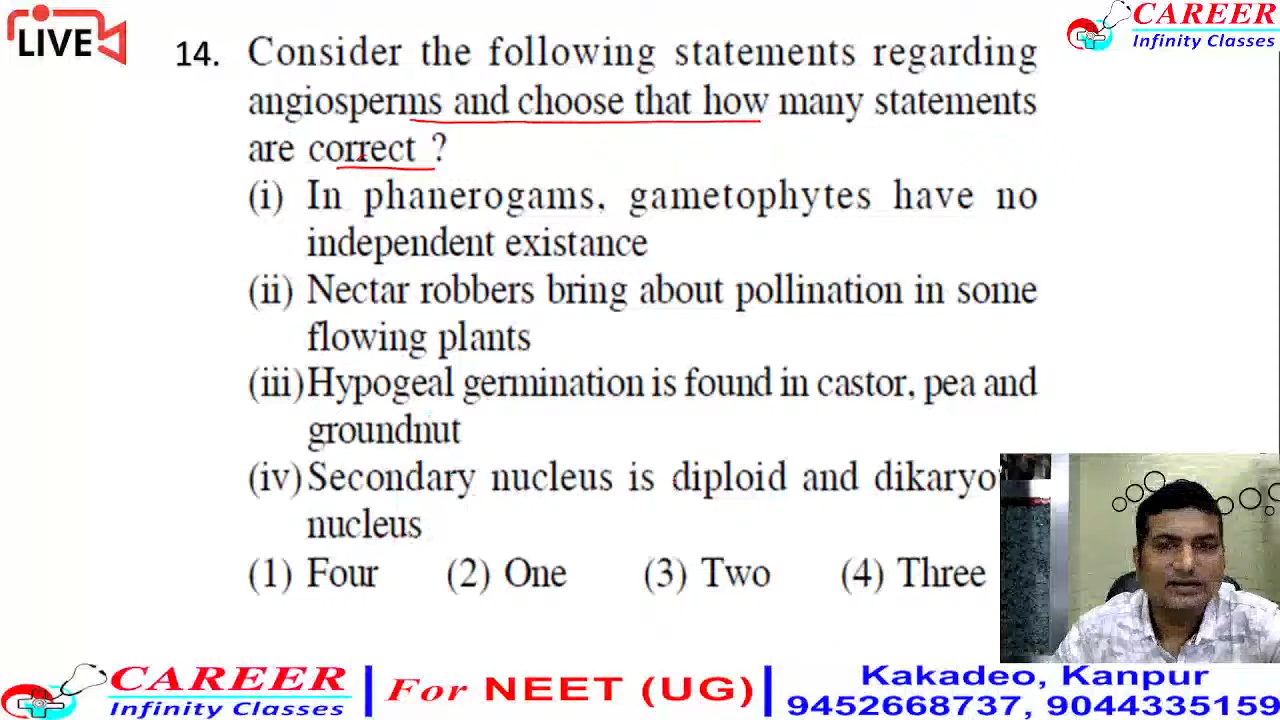 LIVE
CAREER
Infinity Classes
14. Consider the following statements regarding
angiosperms and choose that how many statements
are correct ?
(i) In phanerogams, gametophytes have no
independent existance
(ii) Nectar robbers bring about pollination in some
flowing plants
(iii) Hypogeal germination is found in castor, pea and
groundnut
(iv) Secondary nucleus is diploid and
nucleus
(1) Four (2) One (3) Two (4) Three
CAREER
Infinity Classes
For NEET (UG)
Kakadeo, Kanpur
9452668737, 9044335159